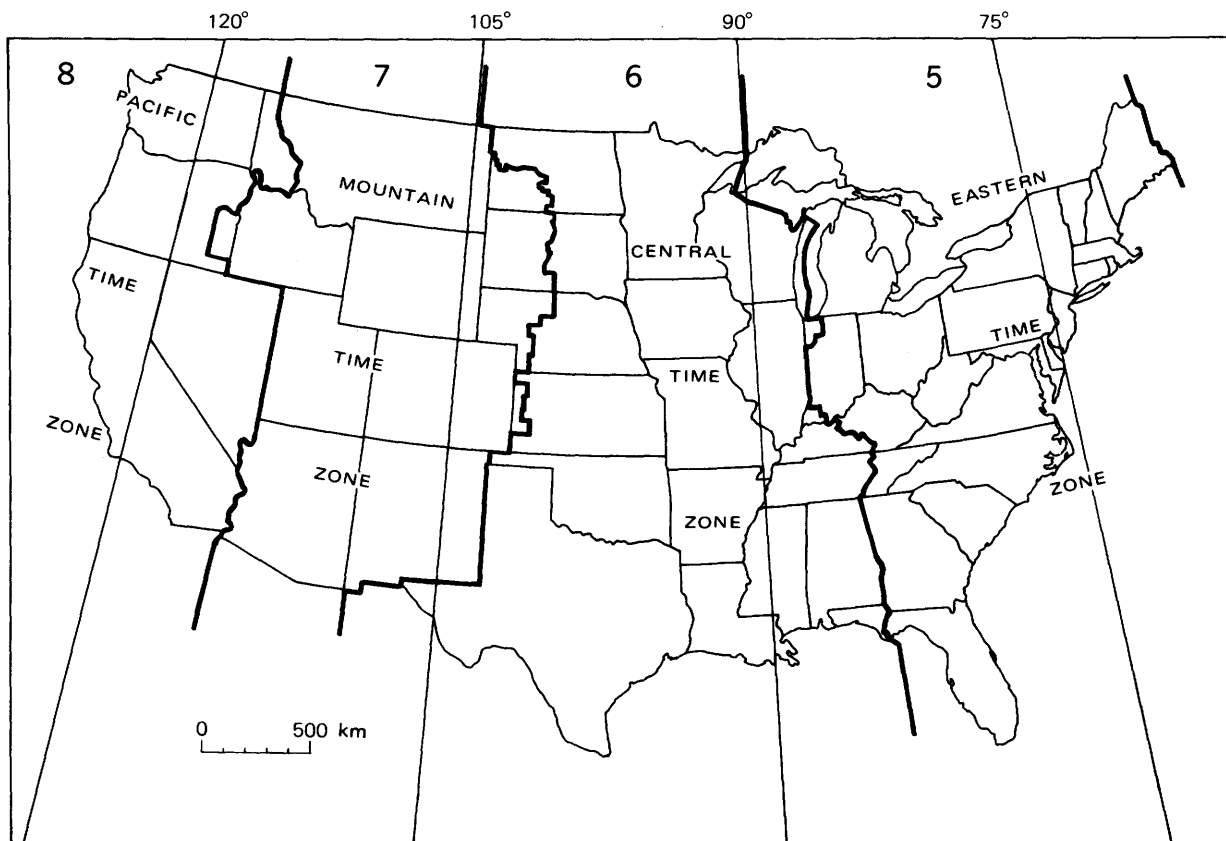 120°
105°
90°
75°
8
7
6
5
PACIFIC
MOUNTAIN
EASTERN
CENTRAL
TIME
TIME
TIME
TIME
ZONE
ZONE
ZONE
ZONE
0 500 km